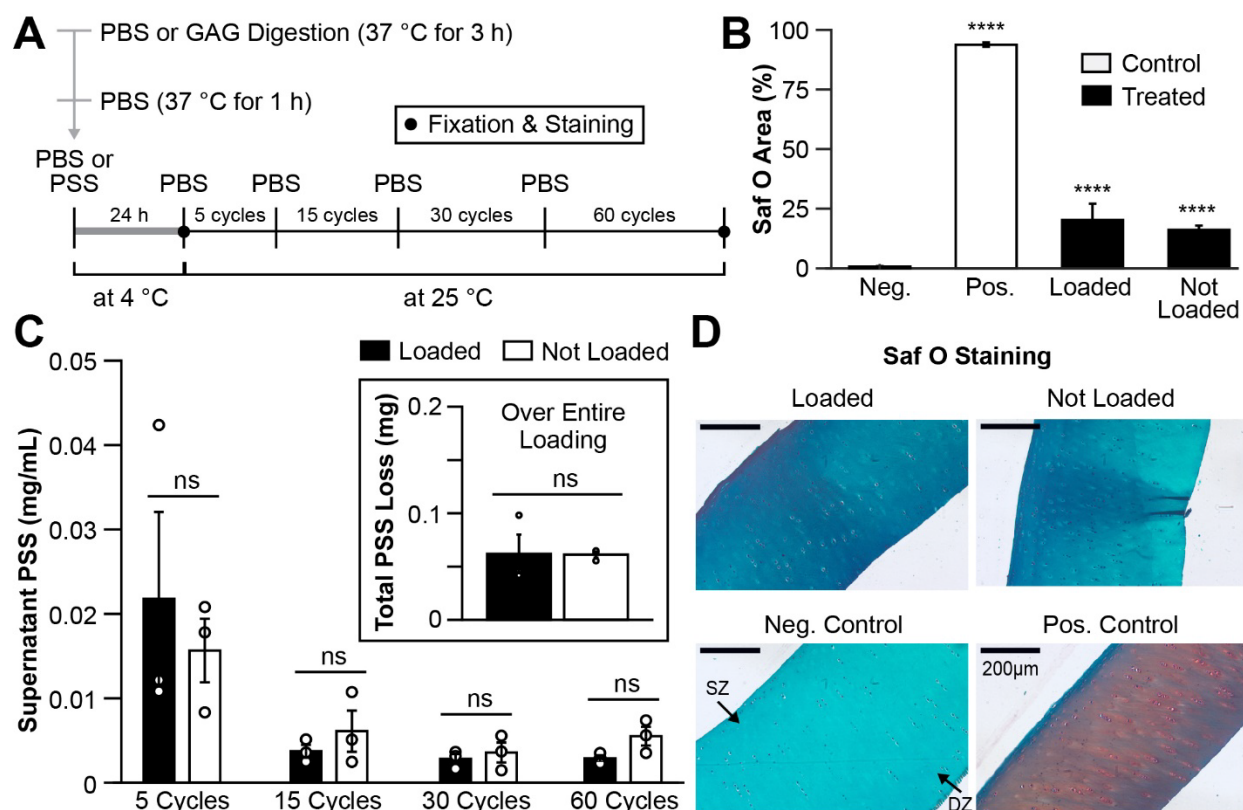 A
PBS or GAG Digestion (37 °C for 3 h)
PBS (37 °C for 1 h)
Fixation & Staining
PBS or
PSS
PBS
PBS
PBS
PBS
24 h
5 cycles
15 cycles
30 cycles
60 cycles
at 4 °C
at 25 °C
B
Saf O Area (%)
100
75
50
25
0
****
****
****
Control
Treated
Neg.
Pos.
Loaded
Not
Loaded
C
Loaded
Not Loaded
Supernatant PSS (mg/mL)
0.05
0.04
0.03
0.02
0.01
0
ns
ns
ns
ns
5 Cycles
15 Cycles
30 Cycles
60 Cycles
Total PSS Loss (mg)
0.2
0.1
0
Over Entire
Loading
ns
D
Saf O Staining
Loaded
Not Loaded
Neg. Control
Pos. Control
SZ
DZ
200µm